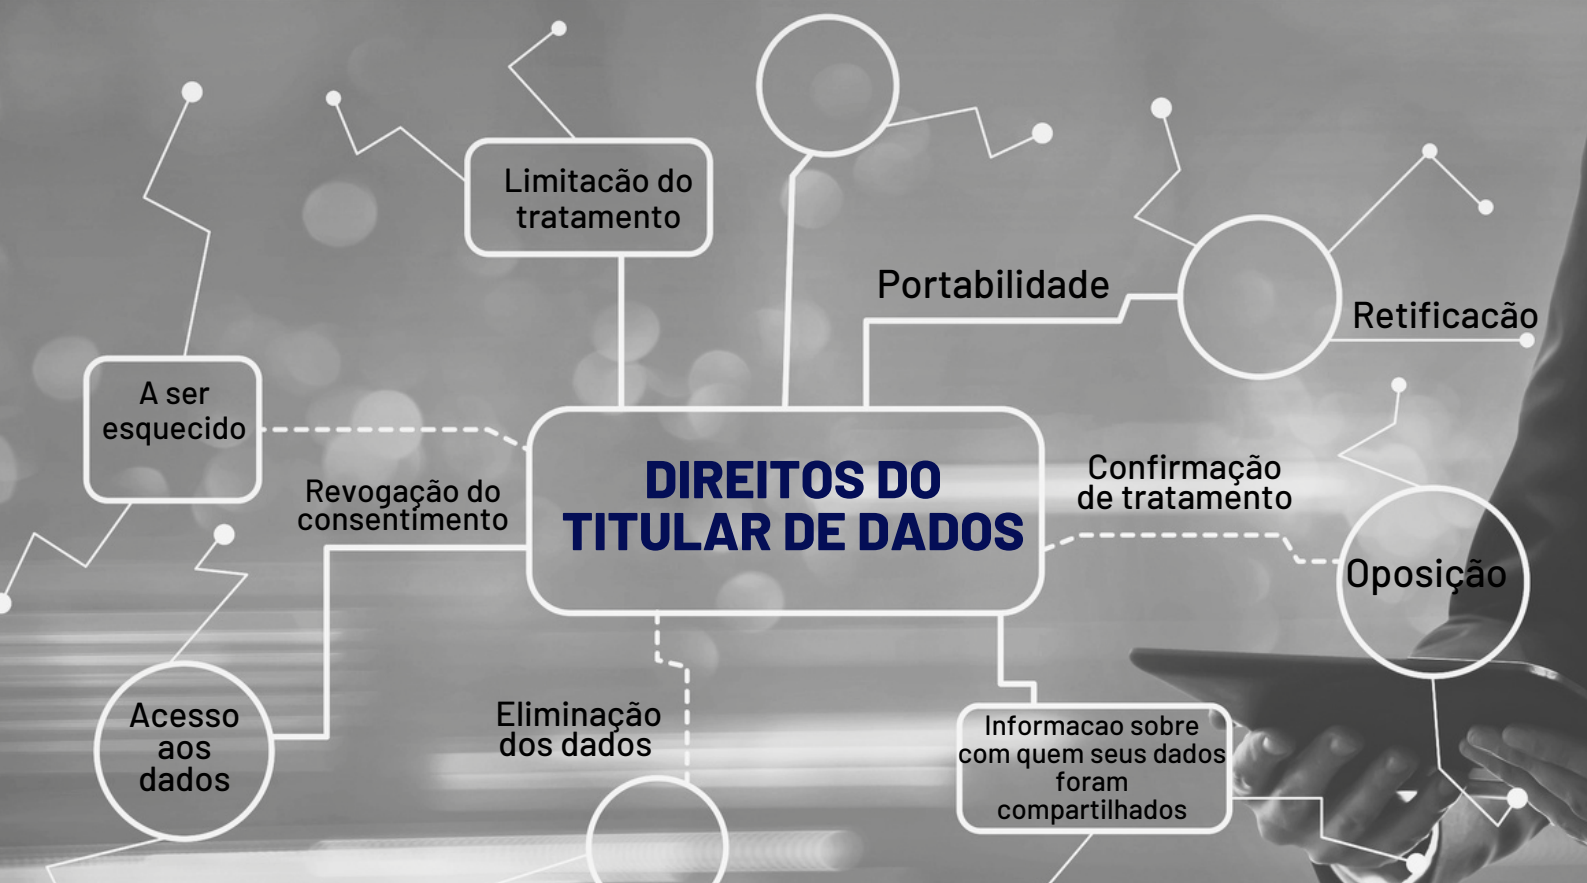 Limitacão do
tratamento
Portabilidade
Retificacão
A ser
esquecido
Revogação do
consentimento
DIREITOS DO
TITULAR DE DADOS
Confirmação
de tratamento
Oposição
Acesso
aos
dados
Eliminação
dos dados
Informacao sobre
com quem seus dados
foram
compartilhados